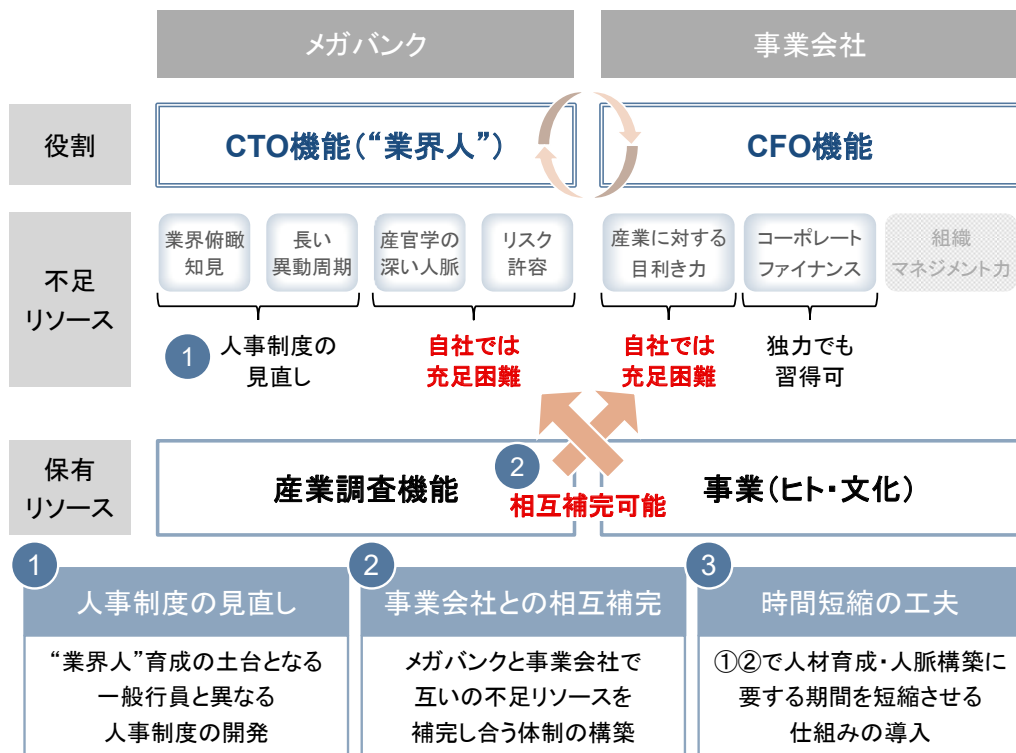 メガバンク
事業会社
役割
CTO機能(“業界人”)
CFO機能
不足
リソース
業界俯瞰
知見
長い
異動周期
産官学の
深い人脈
リスク
許容
産業に対する
目利き力
コーポレート
ファイナンス
組織
マネジメント力
1
人事制度の
見直し
自社では
充足困難
自社では
充足困難
独力でも
習得可
保有
リソース
産業調査機能
2
相互補完可能
事業(ヒト・文化)
1
人事制度の見直し
“業界人”育成の土台となる
一般行員と異なる
人事制度の開発
2
事業会社との相互補完
メガバンクと事業会社で
互いの不足リソースを
補完し合う体制の構築
3
時間短縮の工夫
①②で人材育成・人脈構築に
要する期間を短縮させる
仕組みの導入